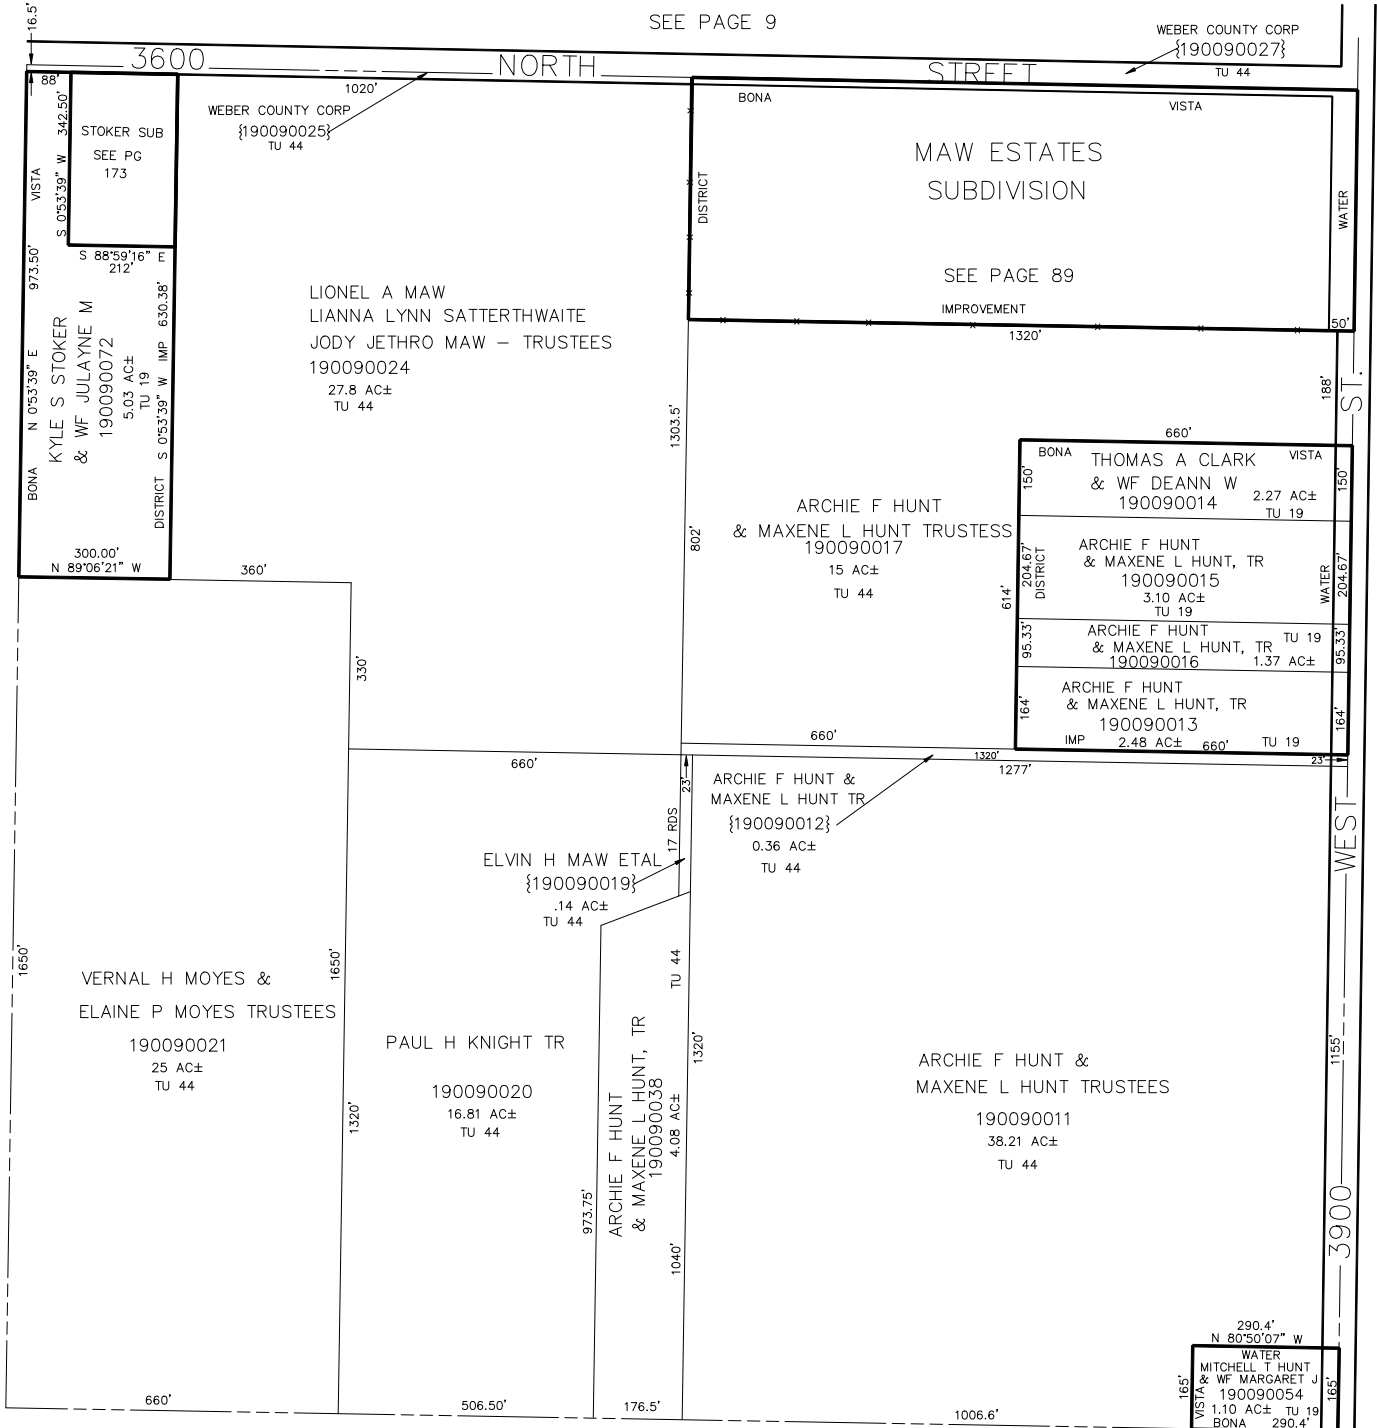 SEE PAGE 9
16.5'
3600
NORTH
STREET
WEBER COUNTY CORP
{190090027}
TU 44
88'
1020'
WEBER COUNTY CORP
{190090025}
TU 44
BONA
VISTA
STOKER SUB
SEE PG
173
S 0°53'39" W 342.50'
MAW ESTATES
SUBDIVISION
SEE PAGE 89
DISTRICT
WATER
IMPROVEMENT
1320'
50'
S 88°59'16" E
212'
BONA N 0°53'39" E 973.50' VISTA
KYLE S STOKER
& WF JULAYNE M
190090072
5.03 AC±
TU 19
DISTRICT S 0°53'39" W IMP 630.38'
300.00'
N 89°06'21" W
LIONEL A MAW
LIANNA LYNN SATTERTHWAITE
JODY JETHRO MAW – TRUSTEES
190090024
27.8 AC±
TU 44
1303.5'
802'
360'
330'
188'
ST.
ARCHIE F HUNT
& MAXENE L HUNT TRUSTESS
190090017
15 AC±
TU 44
614'
660'
660'
BONA
VISTA
THOMAS A CLARK
& WF DEANN W
190090014
2.27 AC±
TU 19
150'
150'
ARCHIE F HUNT
& MAXENE L HUNT, TR
190090015
3.10 AC±
TU 19
204.67'
DISTRICT
WATER
204.67'
ARCHIE F HUNT
& MAXENE L HUNT, TR
190090016
TU 19
1.37 AC±
95.33'
95.33'
ARCHIE F HUNT
& MAXENE L HUNT, TR
190090013
IMP
2.48 AC±
660'
TU 19
164'
164'
1320'
1277'
23'
660'
23'
17 RDS
ARCHIE F HUNT &
MAXENE L HUNT TR
{190090012}
0.36 AC±
TU 44
WEST
ELVIN H MAW ETAL
{190090019}
.14 AC±
TU 44
1650'
VERNAL H MOYES &
ELAINE P MOYES TRUSTEES
190090021
25 AC±
TU 44
1650'
1320'
PAUL H KNIGHT TR
190090020
16.81 AC±
TU 44
973.75'
ARCHIE F HUNT
& MAXENE L HUNT, TR
190090038
4.08 AC±
TU 44
1040'
1320'
ARCHIE F HUNT &
MAXENE L HUNT TRUSTEES
190090011
38.21 AC±
TU 44
1155'
3900
290.4'
N 80°50'07" W
WATER
MITCHELL T HUNT
& WF MARGARET J
190090054
1.10 AC± TU 19
BONA 290.4'
165'
VISTA
165'
660'
506.50'
176.5'
1006.6'